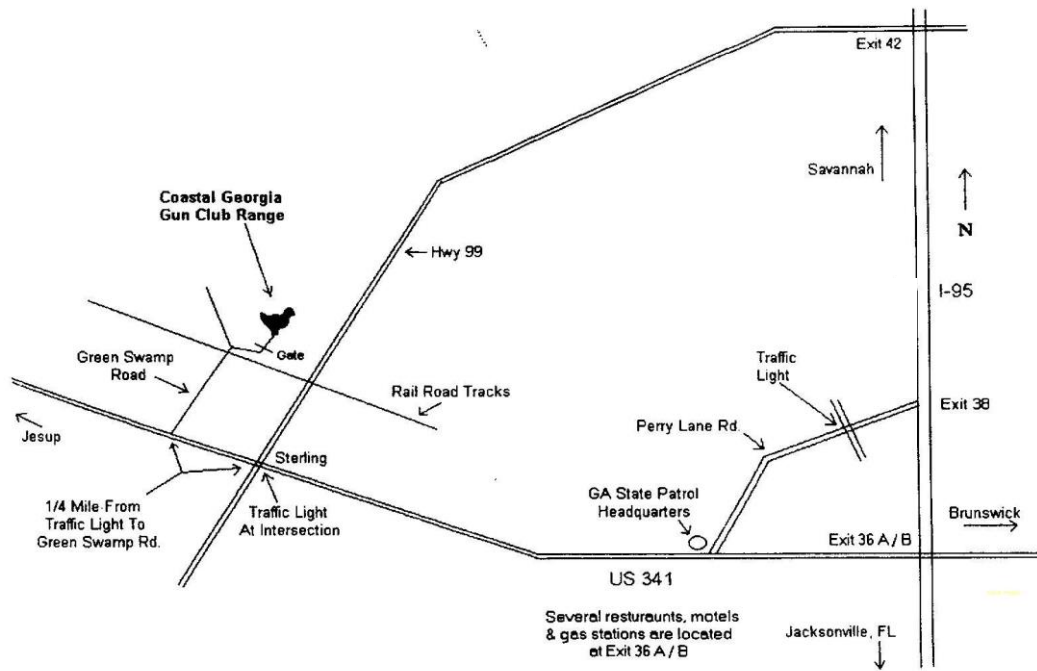 Exit 42
Savannah
N
Coastal Georgia
Gun Club Range
Hwy 99
I-95
Gate
Green Swamp
Road
Traffic
Light
Rail Road Tracks
Exit 38
Jesup
Perry Lane Rd.
Sterling
1/4 Mile From
Traffic Light To
Green Swamp Rd.
Traffic Light
At Intersection
GA State Patrol
Headquarters
Brunswick
Exit 36 A / B
US 341
Several resturaunts, motels
& gas stations are located
at Exit 36 A / B
Jacksonville, FL